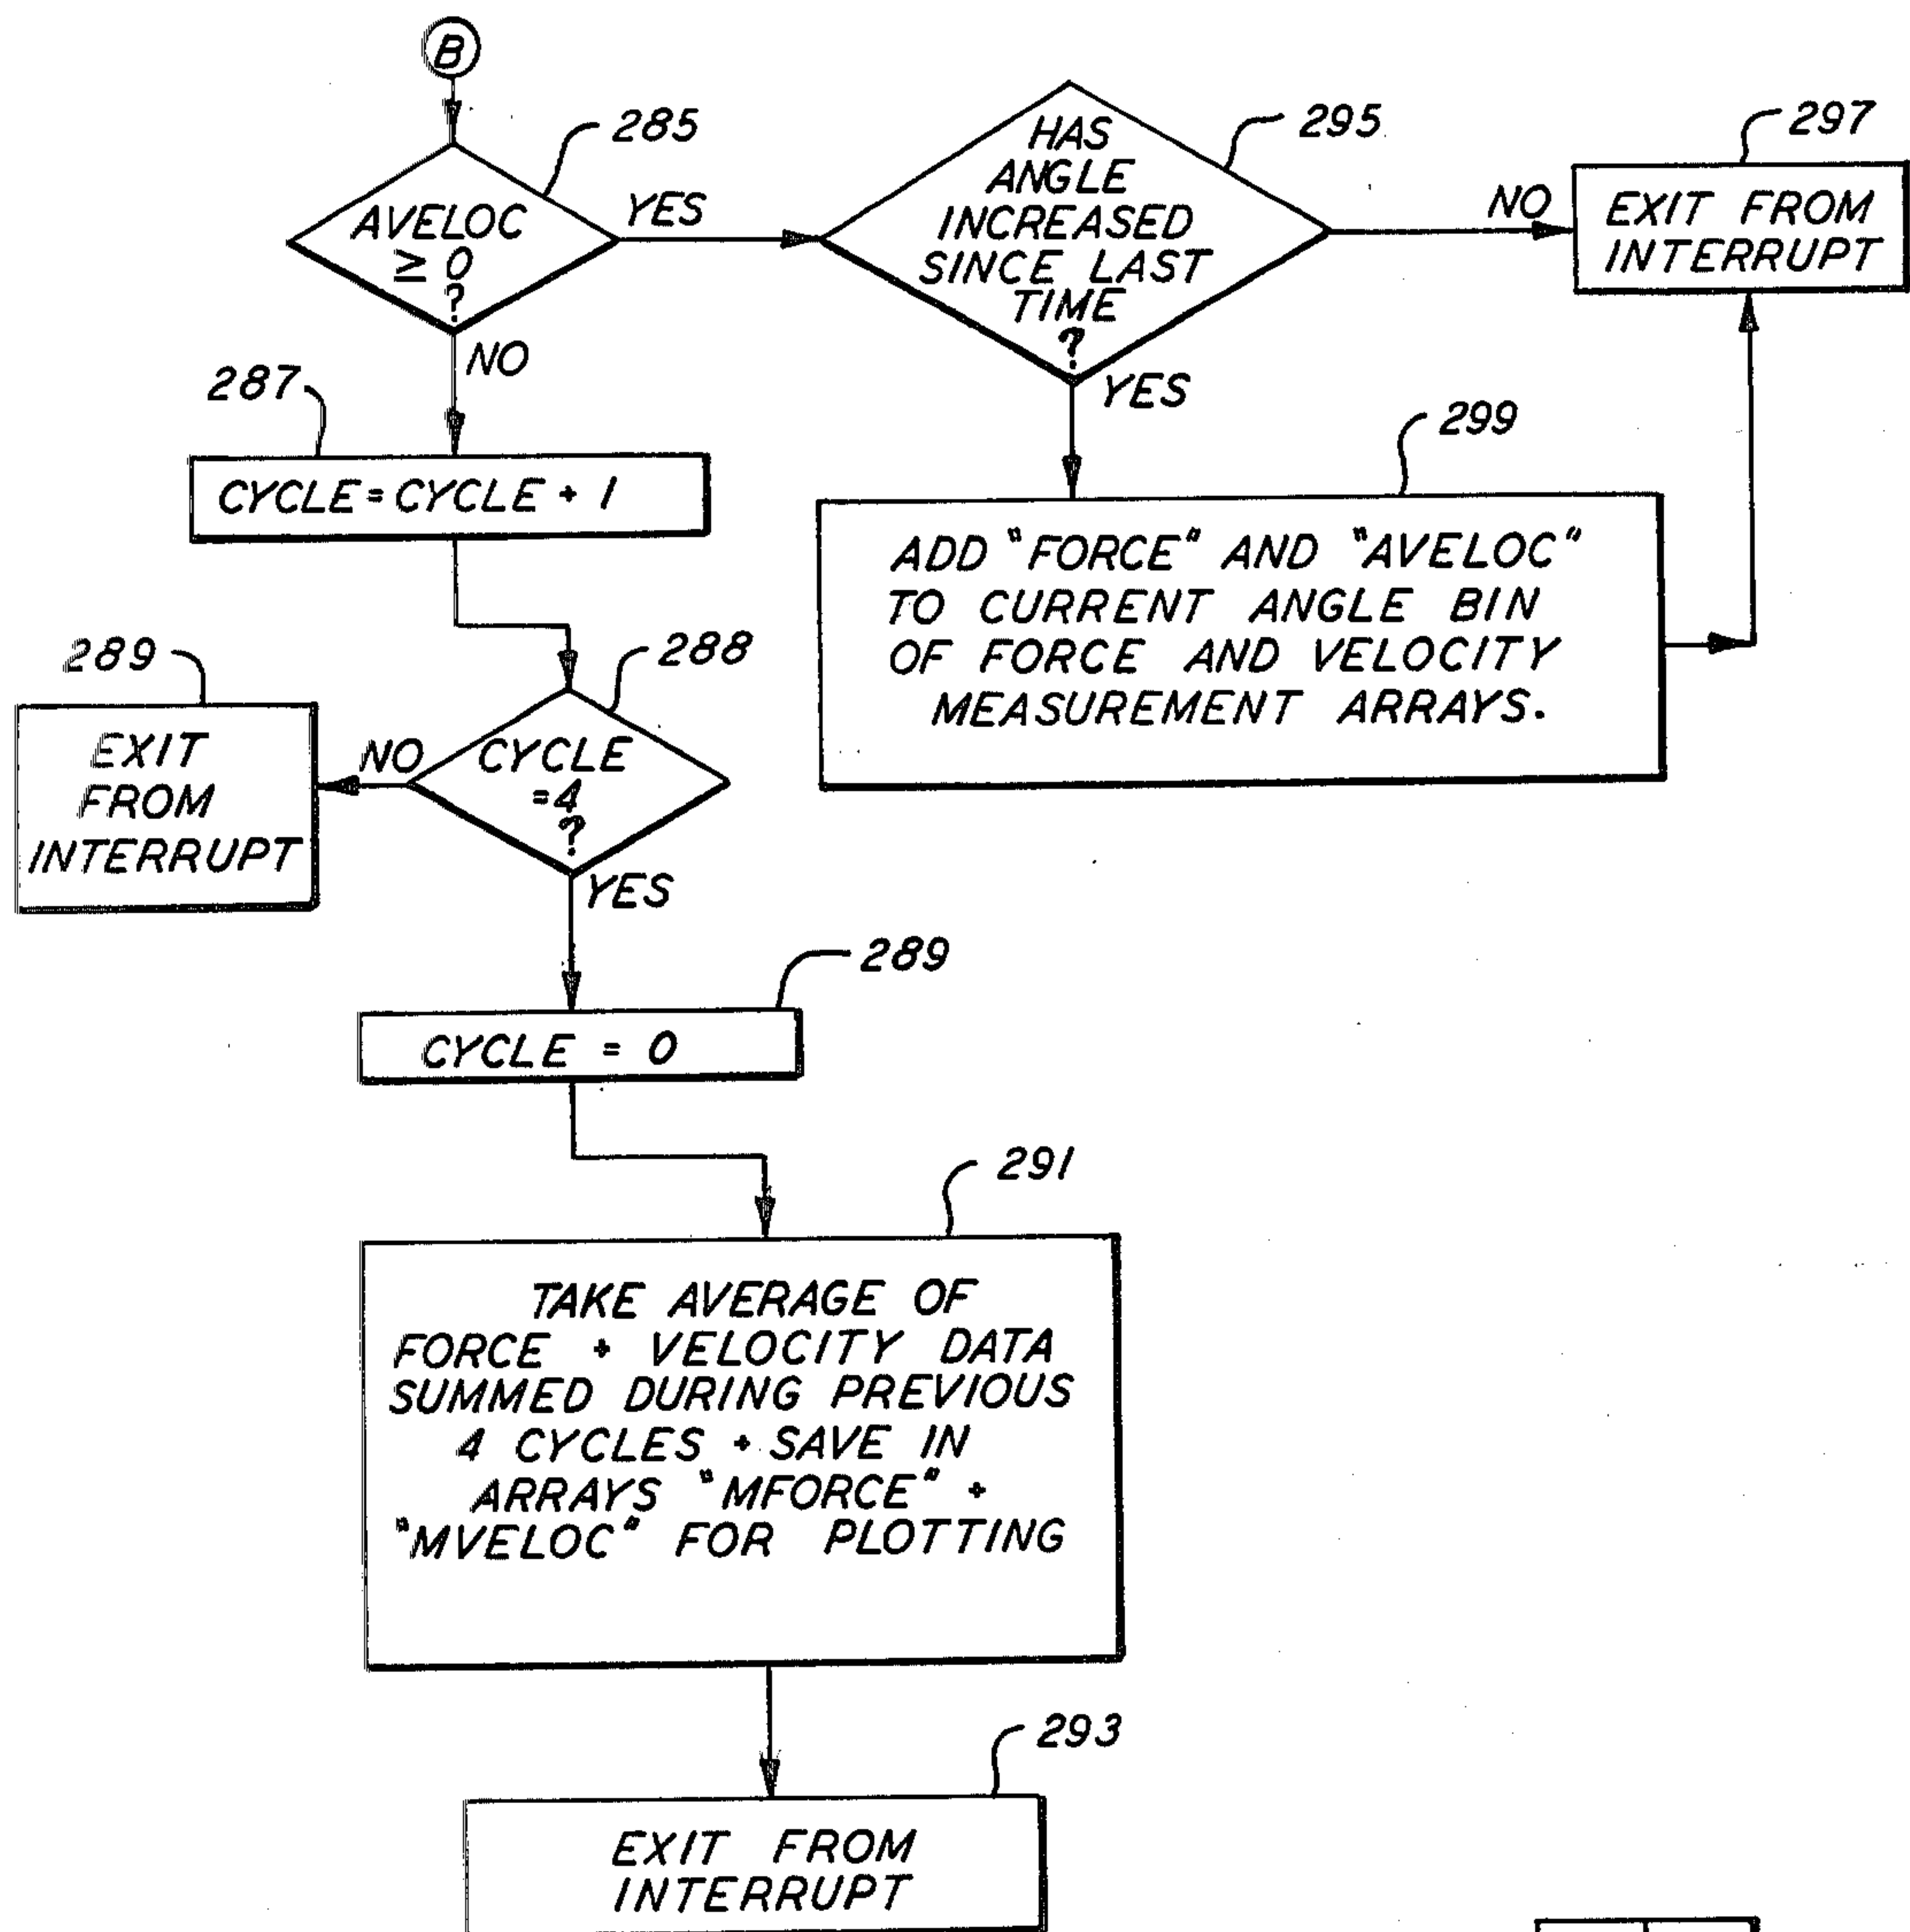 B
285
AVELOC
≥ 0
?
YES
NO
295
HAS
ANGLE
INCREASED
SINCE LAST
TIME
?
NO
YES
297
EXIT FROM
INTERRUPT
287
CYCLE = CYCLE + 1
299
ADD "FORCE" AND "AVELOC"
TO CURRENT ANGLE BIN
OF FORCE AND VELOCITY
MEASUREMENT ARRAYS.
288
CYCLE
=4
?
NO
YES
289
EXIT
FROM
INTERRUPT
289
CYCLE = 0
291
TAKE AVERAGE OF
FORCE + VELOCITY DATA
SUMMED DURING PREVIOUS
4 CYCLES + SAVE IN
ARRAYS "MFORCE" +
"MVELOC" FOR PLOTTING
293
EXIT FROM
INTERRUPT